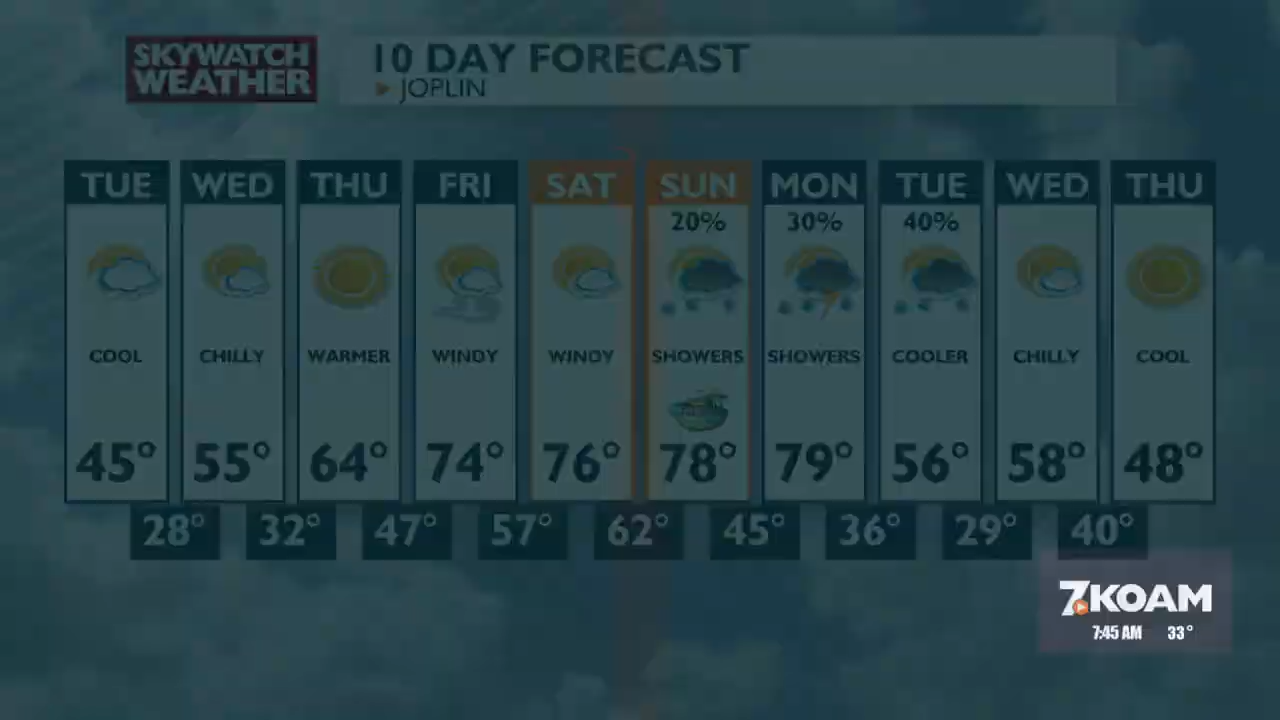 SKYWATCH
WEATHER
10 DAY FORECAST
JOPLIN
TUE WED THU FRI SAT SUN MON TUE WED THU
20% 30% 40%
COOL CHILLY WARMER WINDY WINDY SHOWERS SHOWERS COOLER CHILLY COOL
45° 55° 64° 74° 76° 78° 79° 56° 58° 48°
28° 32° 47° 57° 62° 45° 36° 29° 40°
7KOAM
7:45 AM 33°